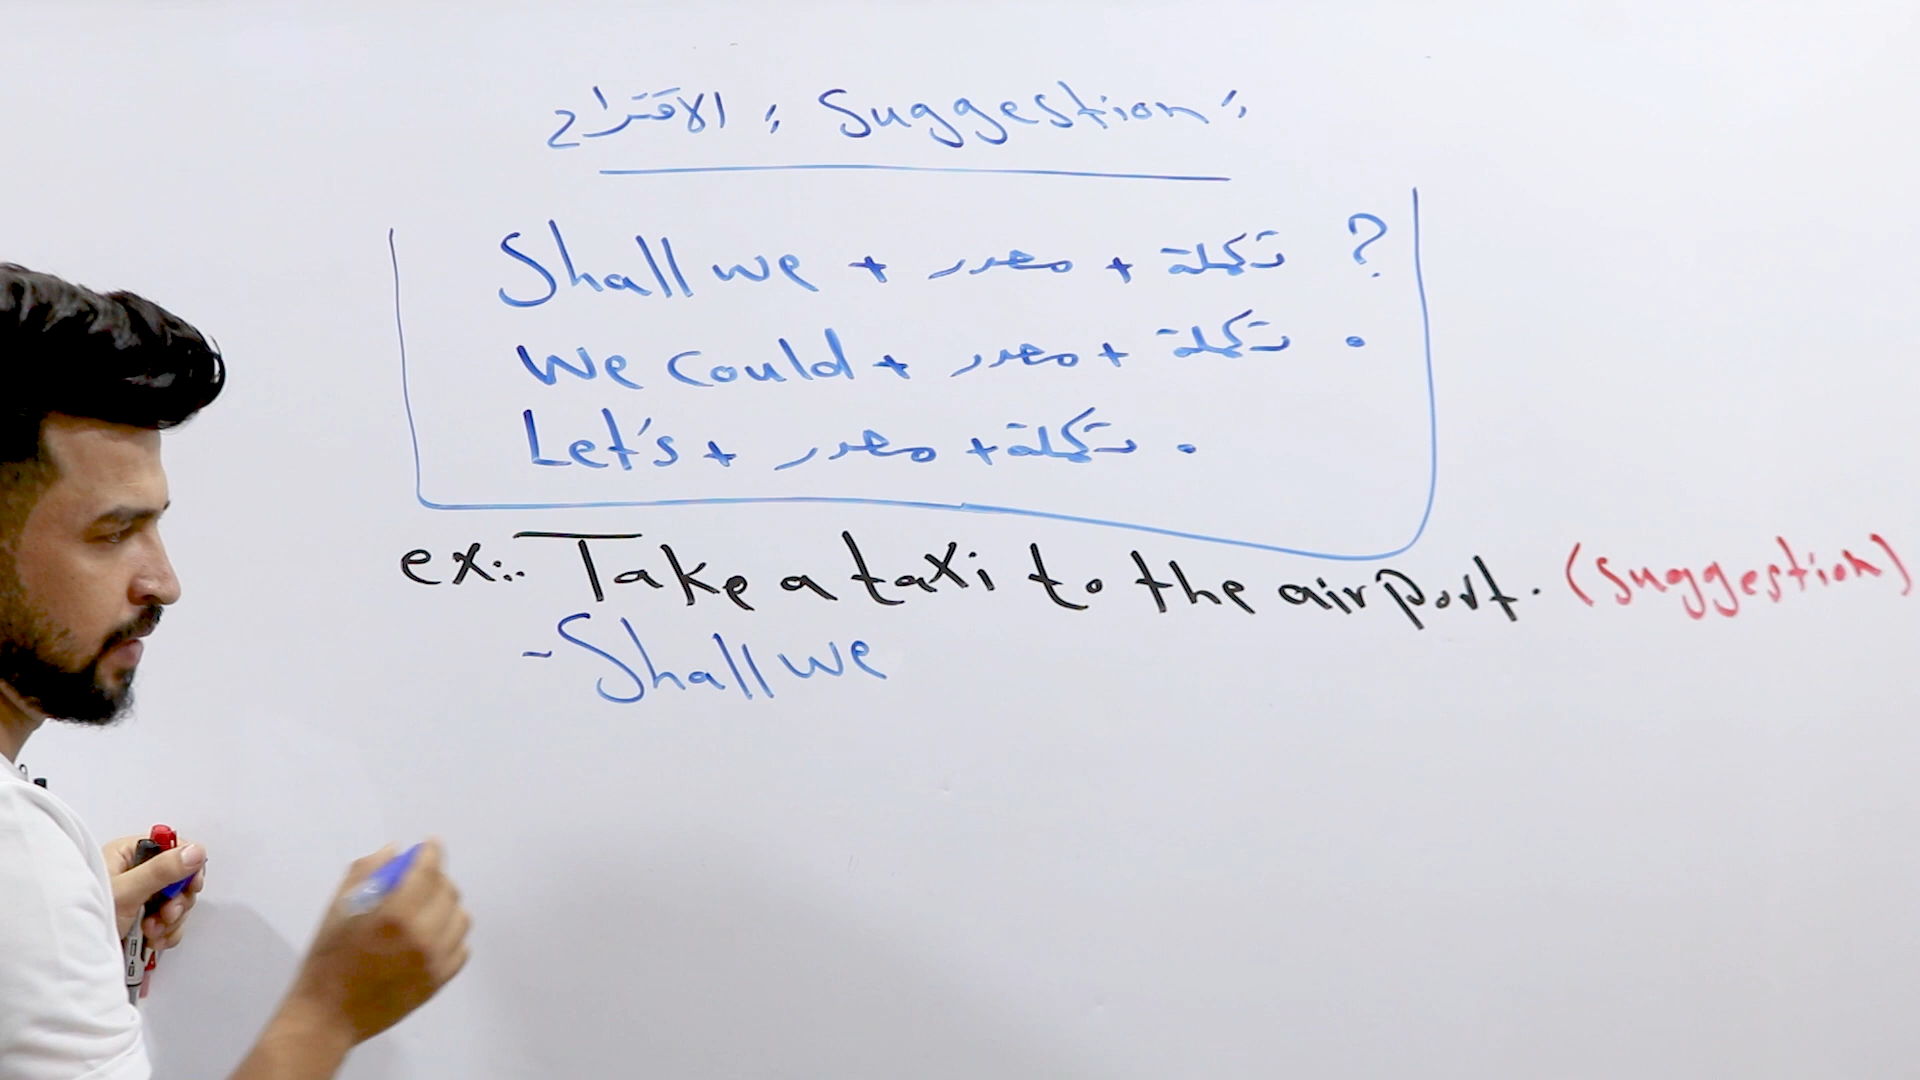 الاقتراح ؛ Suggestion ؛
Shall we + مصدر + تكملة ?
We could + مصدر + تكملة .
Let's + مصدر + تكملة .
ex:. Take a taxi to the airport. (Suggestion)
- Shall we